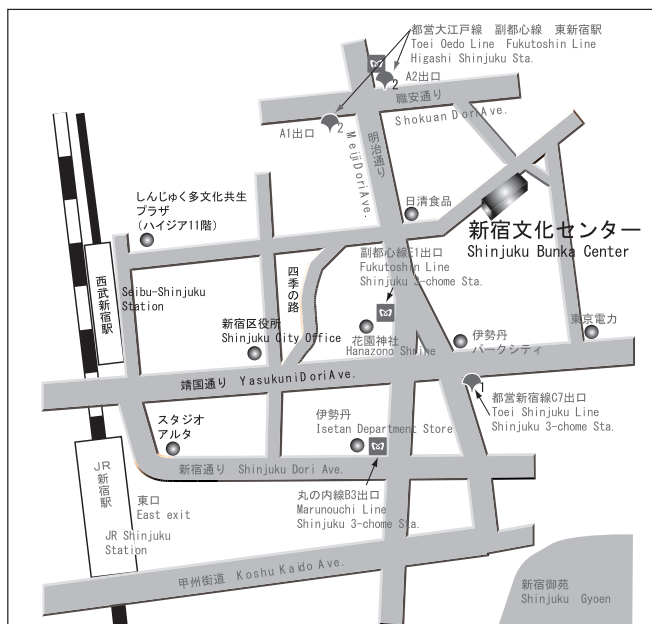 都営大江戸線　副都心線　東新宿駅
Toei Oedo Line　Fukutoshin Line
Higashi Shinjuku Sta.
A2出口
2
職安通り
Shokuan Dori Ave.
A1出口
2
明治通り
Meiji Dori Ave.
日清食品
しんじゅく多文化共生
プラザ
（ハイジア11階）
新宿文化センター
Shinjuku Bunka Center
副都心線E1出口
Fukutoshin Line
Shinjuku 3-chome Sta.
四季の路
西武新宿駅
Seibu-Shinjuku
Station
新宿区役所
Shinjuku City Office
花園神社
Hanazono Shrine
伊勢丹
パークシティ
東京電力
靖国通り　Yasukuni Dori Ave.
1
都営新宿線C7出口
Toei Shinjuku Line
Shinjuku 3-chome Sta.
スタジオ
アルタ
伊勢丹
Isetan Department Store
新宿通り　Shinjuku Dori Ave.
JR新宿駅
東口
East exit
JR Shinjuku
Station
丸の内線B3出口
Marunouchi Line
Shinjuku 3-chome Sta.
甲州街道　Koshu Kaido Ave.
新宿御苑
Shinjuku　Gyoen